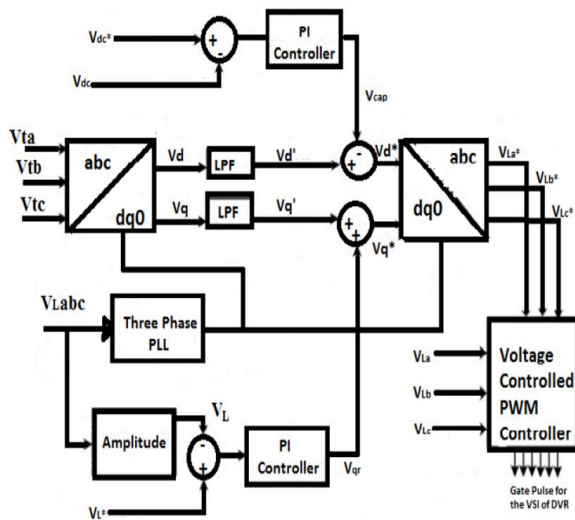 Vdc*
+
-
PI
Controller
Vdc
Vcap
Vta
Vtb
Vtc
abc
dq0
Vd
LPF
Vd'
+
-
Vd*
Vq
LPF
Vq'
+
+
Vq*
abc
dq0
VLa*
VLb*
VLc*
VLabc
Three Phase
PLL
VLa
VLb
VLc
Voltage
Controlled
PWM
Controller
Amplitude
VL
-
+
PI
Controller
Vqr
VL*
Gate Pulse for
the VSI of DVR